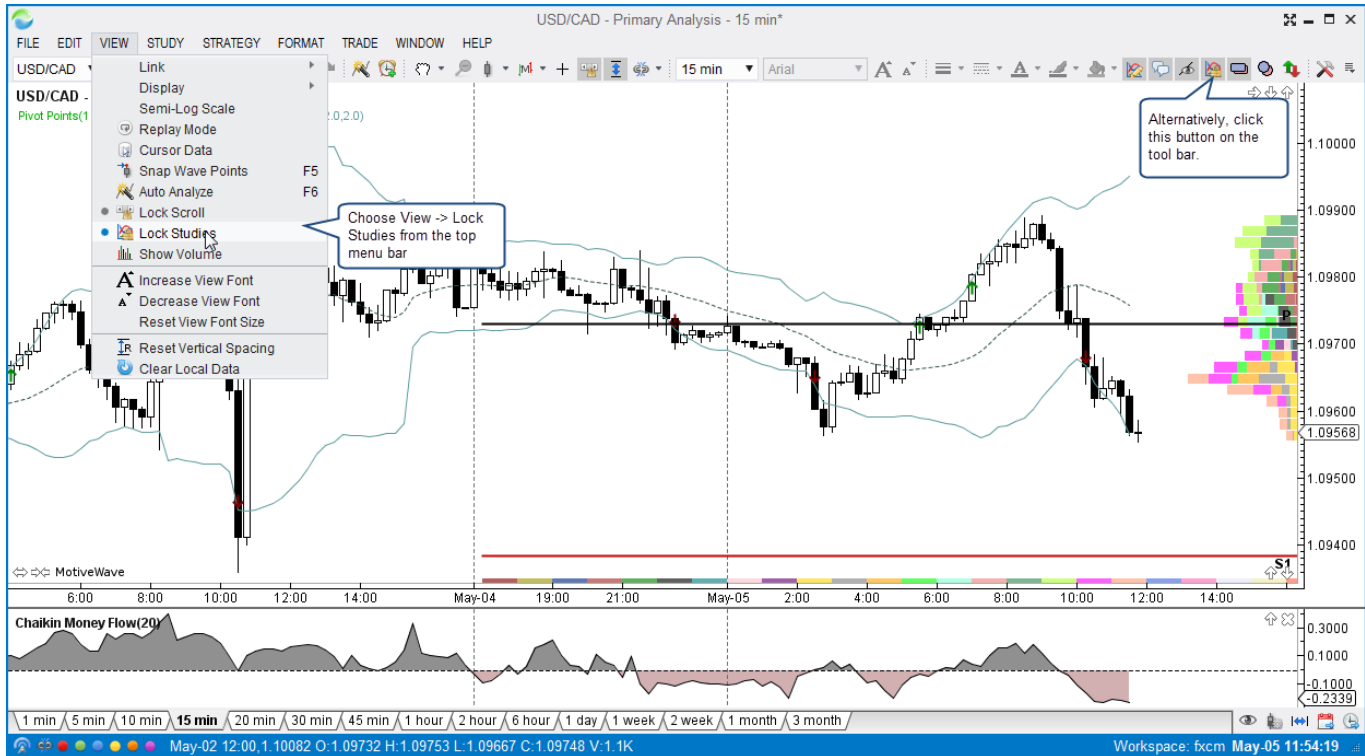 USD/CAD - Primary Analysis - 15 min*
FILE EDIT VIEW STUDY STRATEGY FORMAT TRADE WINDOW HELP
USD/CAD 15 min Arial
USD/CAD -
Pivot Points(1 2.0,2.0)
Link
Display
Semi-Log Scale
Replay Mode
Cursor Data
Snap Wave Points F5
Auto Analyze F6
Lock Scroll
Lock Studies
Show Volume
Increase View Font
Decrease View Font
Reset View Font Size
Reset Vertical Spacing
Clear Local Data
Choose View -> Lock
Studies from the top
menu bar
Alternatively, click
this button on the
tool bar.
1.10000
1.09900
1.09800
P
1.09700
1.09600
1.09568
1.09500
1.09400
S1
MotiveWave
6:00 8:00 10:00 12:00 14:00 May-04 19:00 21:00 May-05 2:00 4:00 6:00 8:00 10:00 12:00 14:00
Chaikin Money Flow(20)
0.3000
0.1000
-0.1000
-0.2339
1 min 5 min 10 min 15 min 20 min 30 min 45 min 1 hour 2 hour 6 hour 1 day 1 week 2 week 1 month 3 month
May-02 12:00,1.10082 O:1.09732 H:1.09753 L:1.09667 C:1.09748 V:1.1K Workspace: fxcm May-05 11:54:19